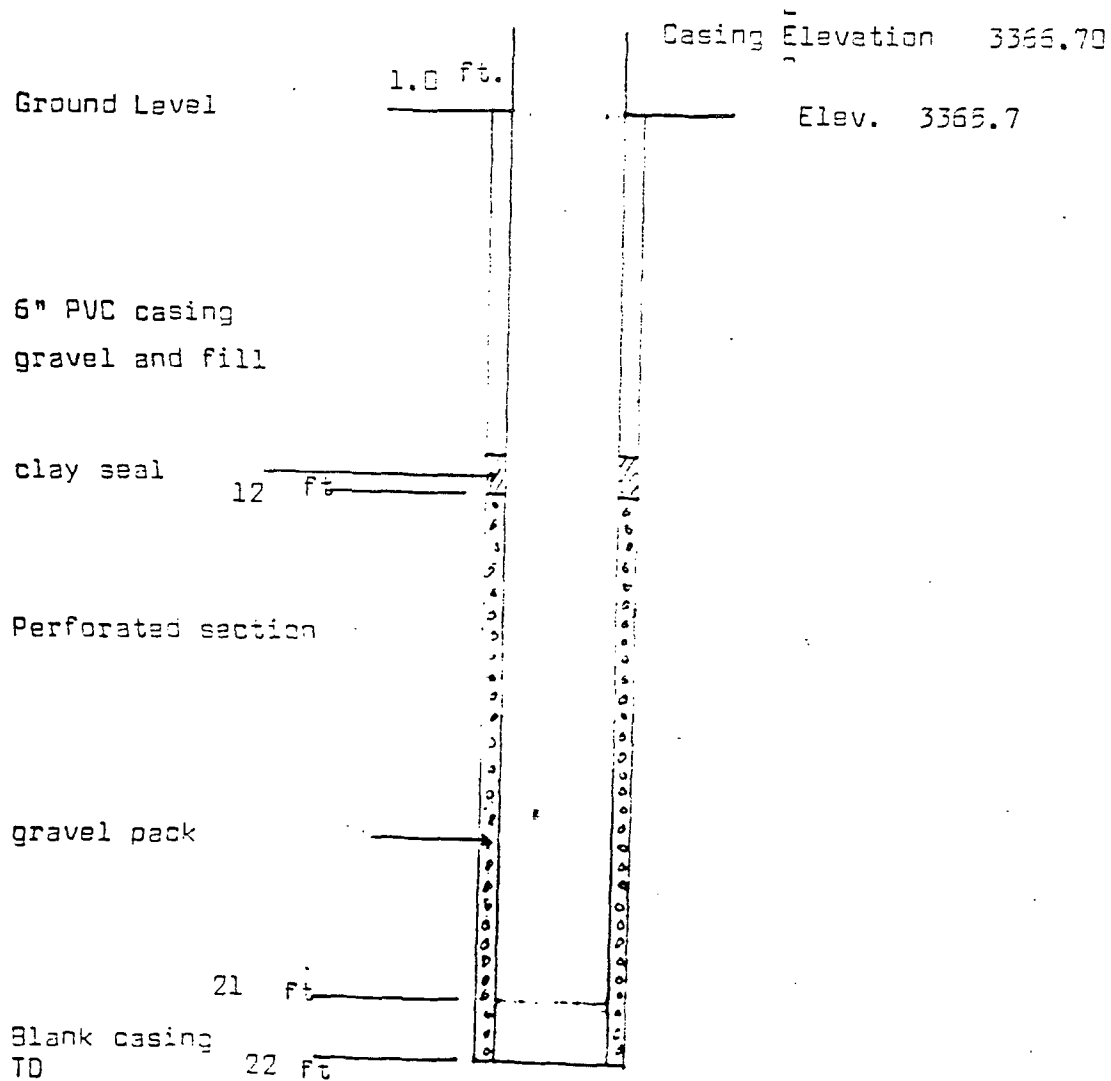 Casing Elevation 3366.70
1.0 ft.
Ground Level
Elev. 3365.7
6" PVC casing
gravel and fill
clay seal
12 ft
Perforated section
gravel pack
21 ft
Blank casing
TD 22 ft